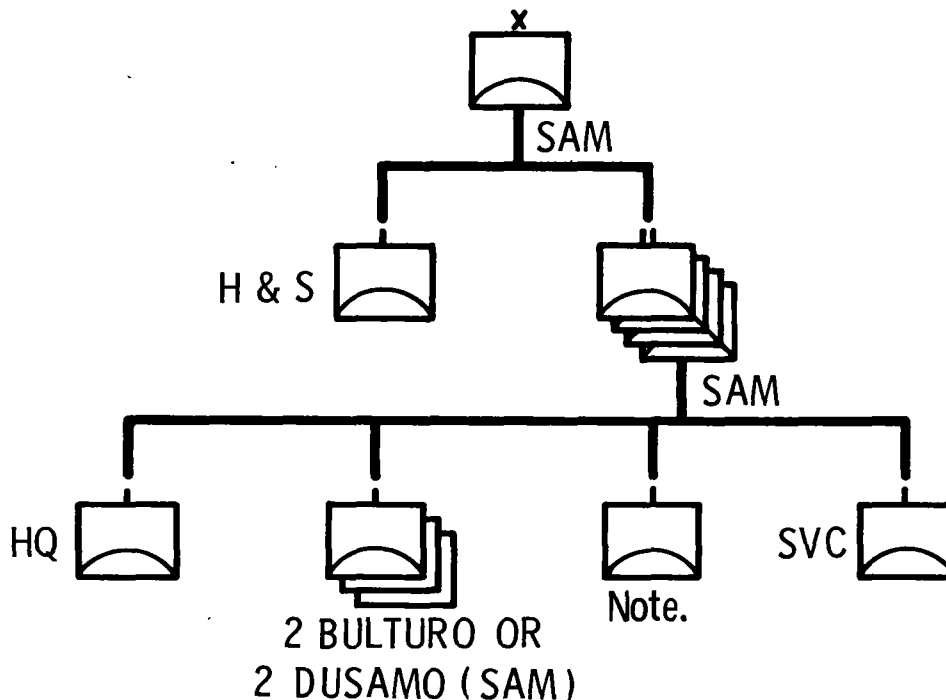 x
SAM
H & S
SAM
HQ
SVC
Note.
2 BULTURO OR
2 DUSAMO (SAM)